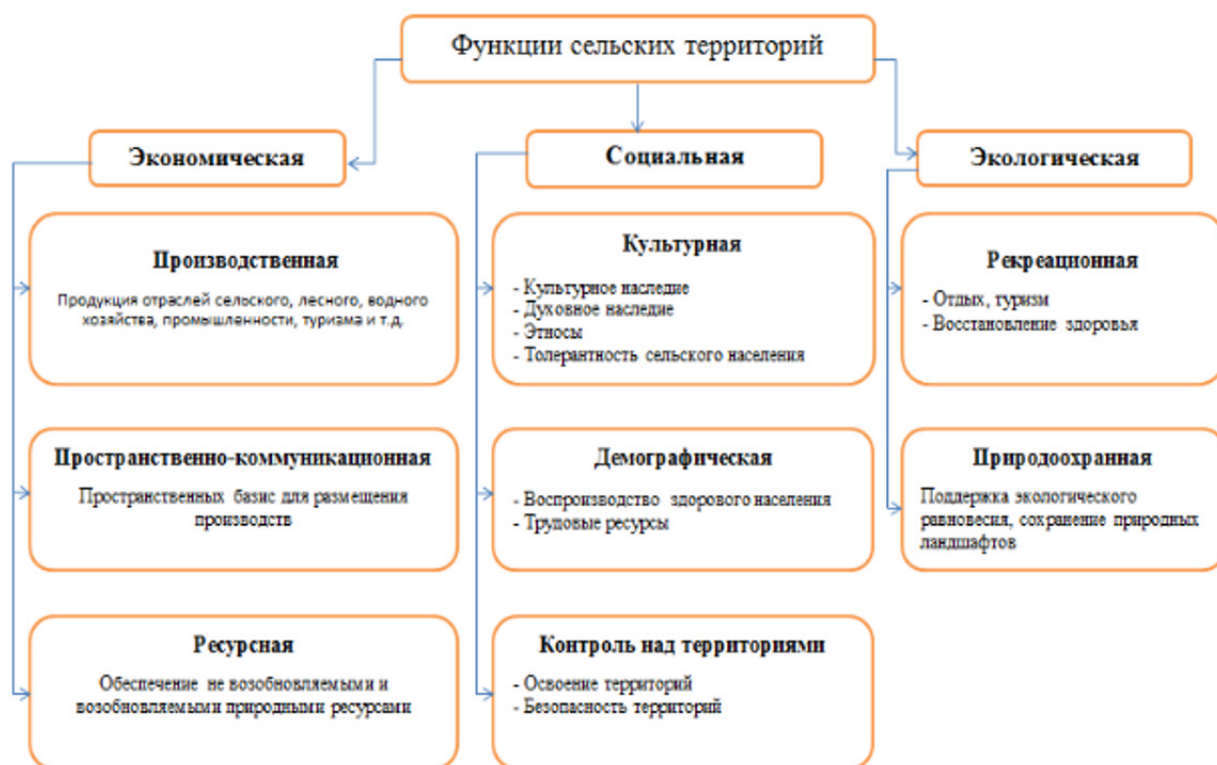 Функции сельских территорий
Экономическая
Производственная
Продукция отраслей сельского, лесного, водного
хозяйства, промышленности, туризма и т.д.
Пространственно-коммуникационная
Пространственных базис для размещения
производств
Ресурсная
Обеспечение не возобновляемыми и
возобновляемыми природными ресурсами
Социальная
Культурная
- Культурное наследие
- Духовное наследие
- Этносы
- Толерантность сельского населения
Демографическая
- Воспроизводство здорового населения
- Трудовые ресурсы
Контроль над территориями
- Освоение территорий
- Безопасность территорий
Экологическая
Рекреационная
- Отдых, туризм
- Восстановление здоровья
Природоохранная
Поддержка экологического
равновесия, сохранение природных
ландшафтов